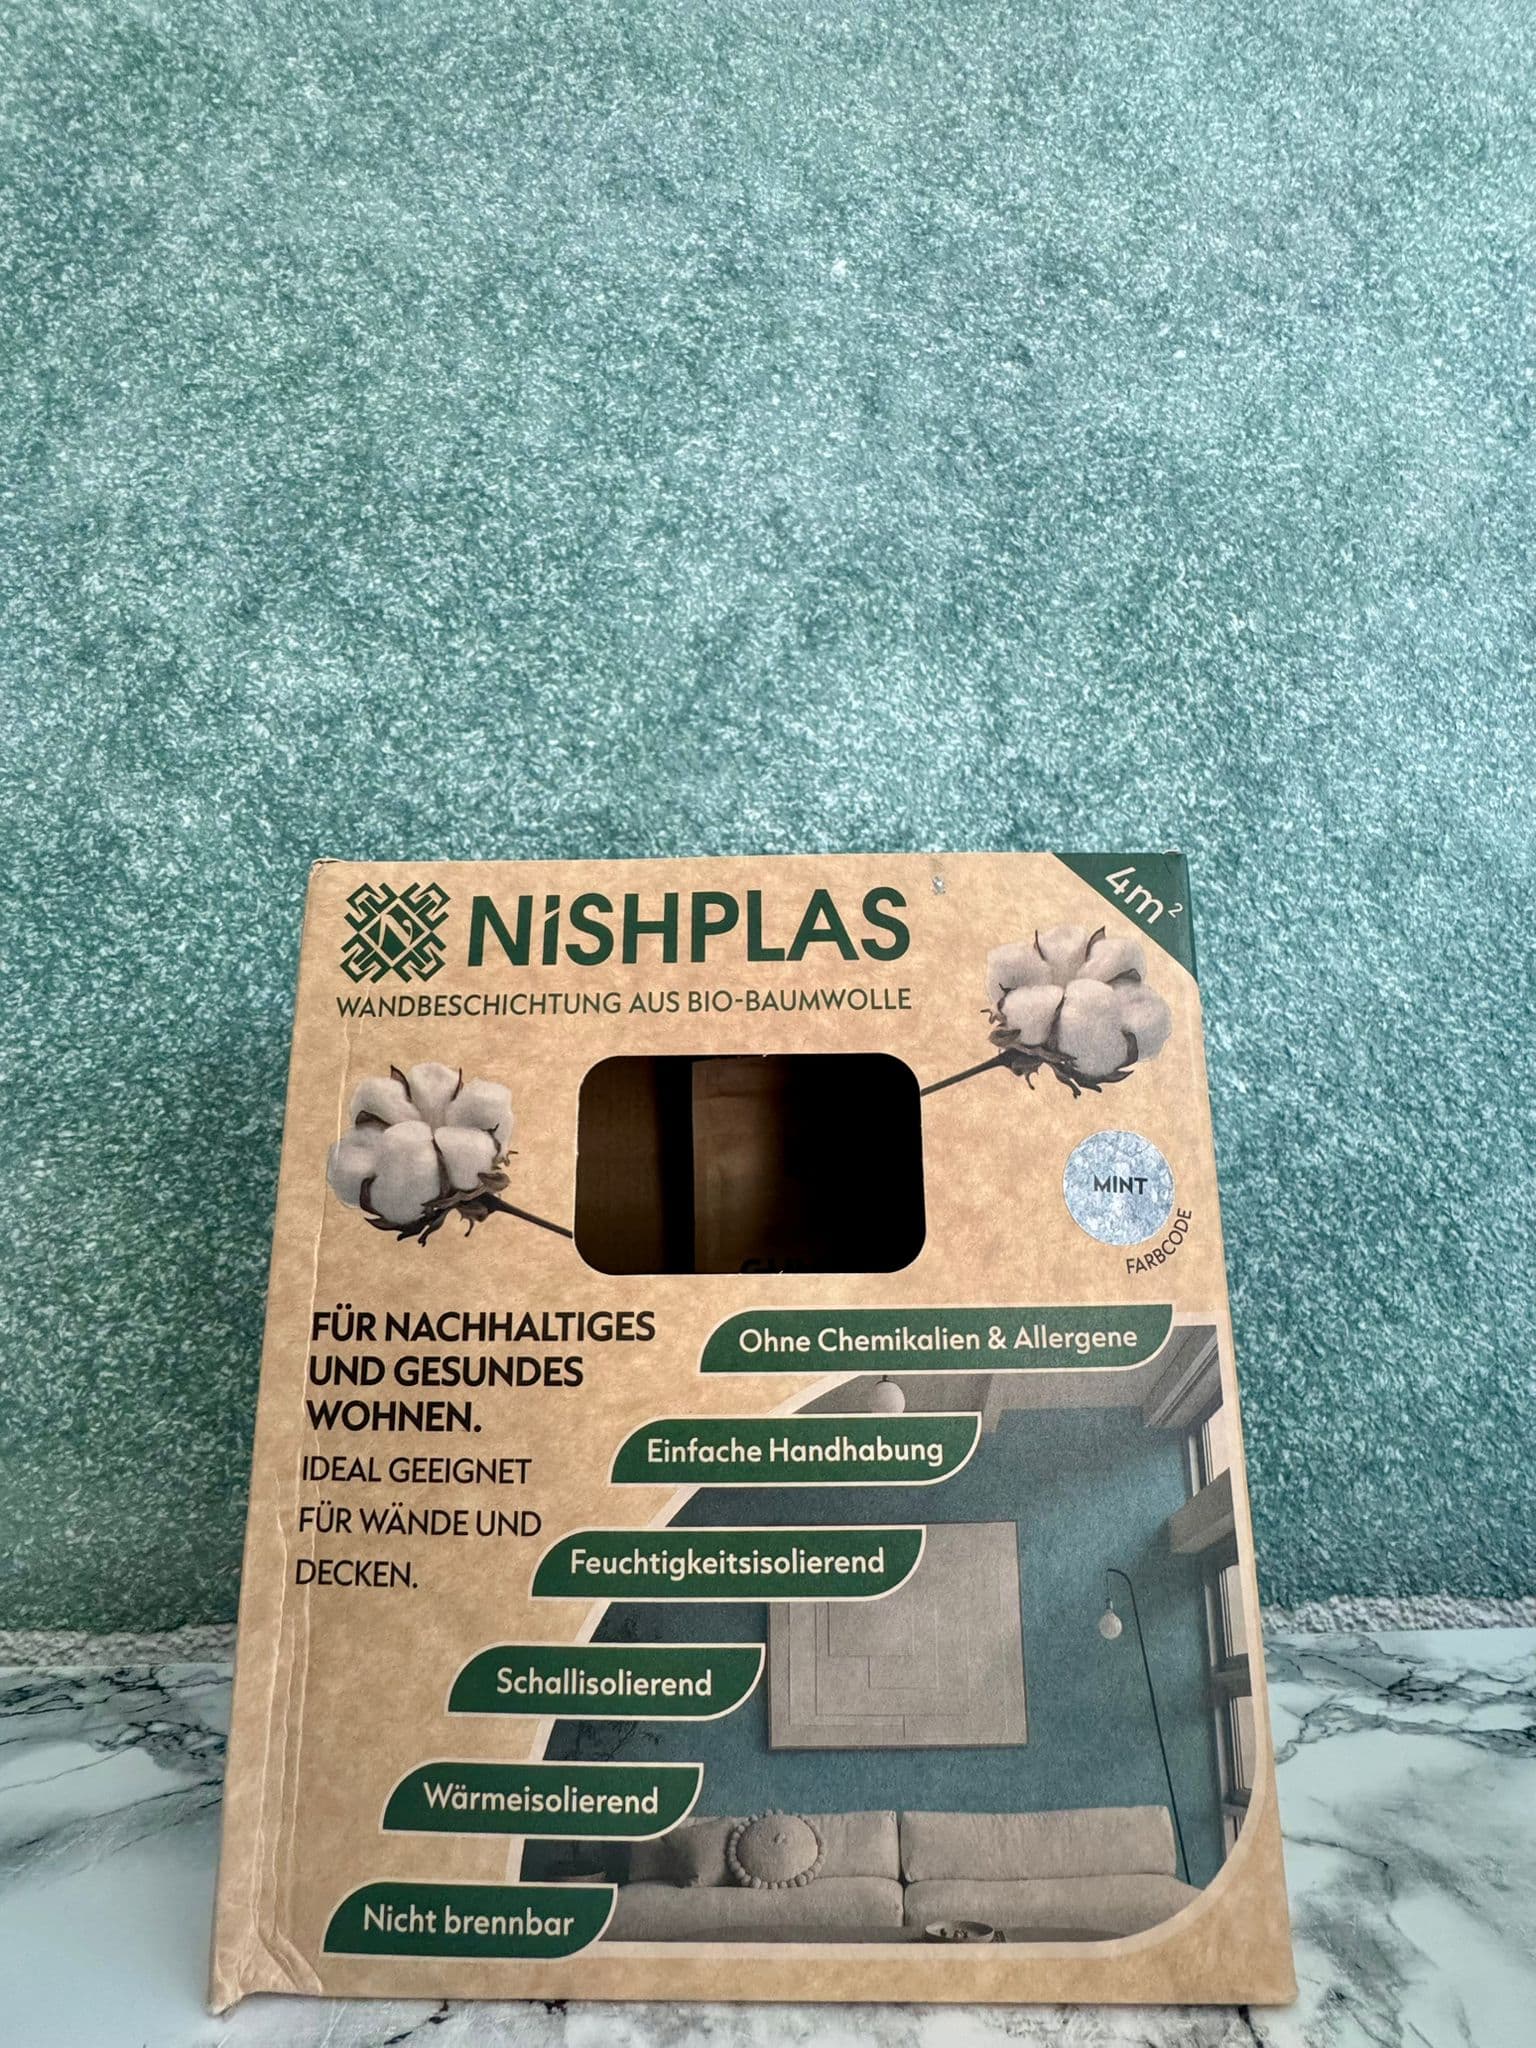 NiSHPLAS
4m²
WANDBESCHICHTUNG AUS BIO-BAUMWOLLE
MINT
FARBCODE
FÜR NACHHALTIGES
UND GESUNDES
WOHNEN.
IDEAL GEEIGNET
FÜR WÄNDE UND
DECKEN.
Ohne Chemikalien & Allergene
Einfache Handhabung
Feuchtigkeitsisolierend
Schallisolierend
Wärmeisolierend
Nicht brennbar